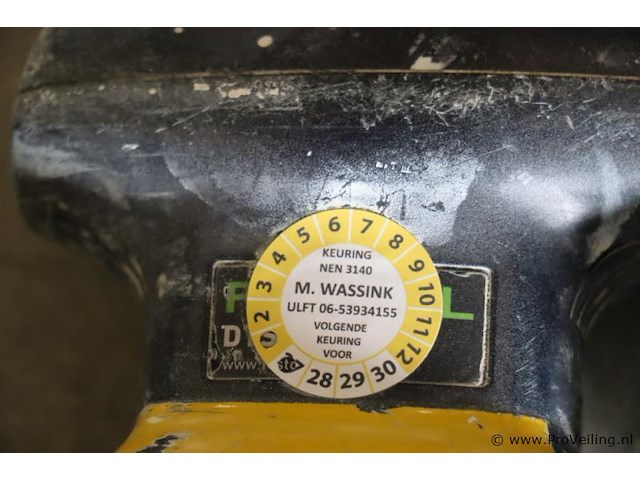 KEURING
NEN 3140
M. WASSINK
ULFT 06-53934155
VOLGENDE
KEURING
VOOR
2 3 4 5 6 7 8 9 10 11 12
28 29 30
© www.ProVeiling.nl